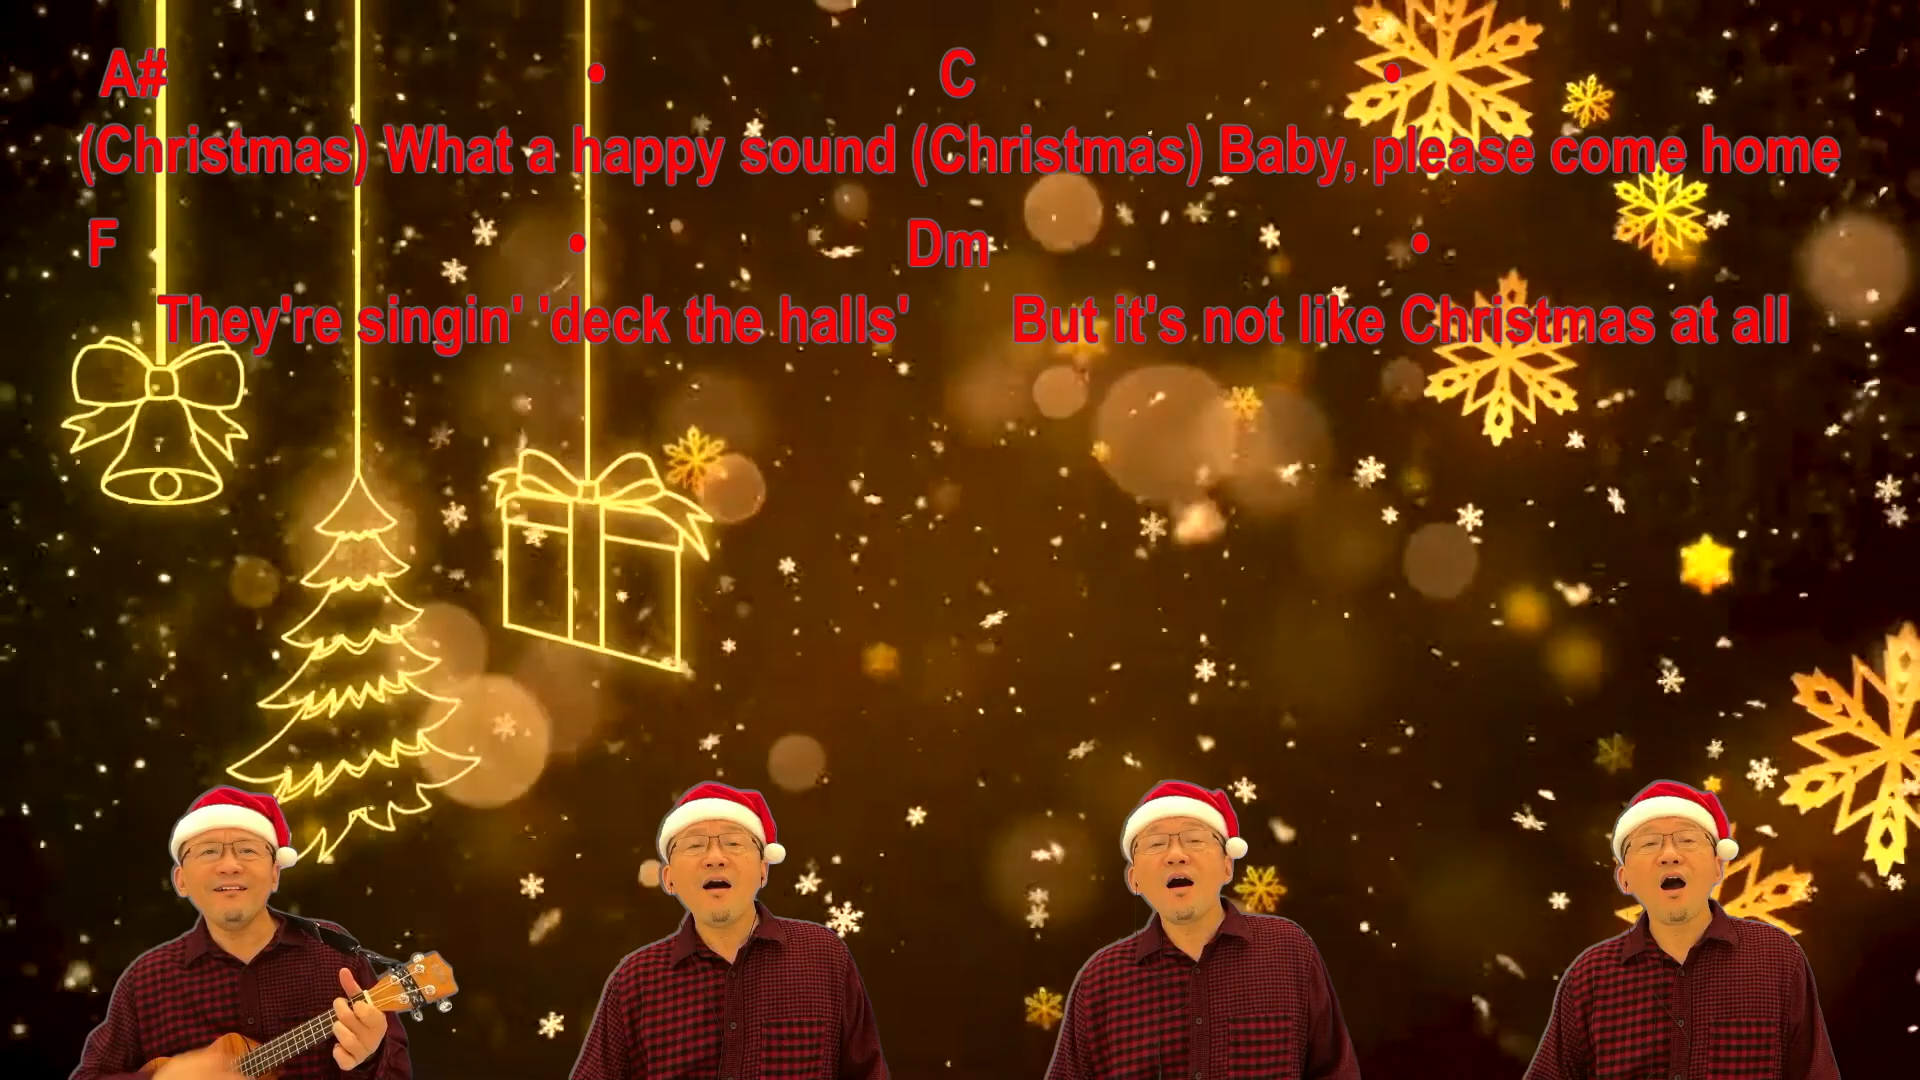 A# • C •
(Christmas) What a happy sound (Christmas) Baby, please come home
F • Dm •
They're singin' 'deck the halls' But it's not like Christmas at all